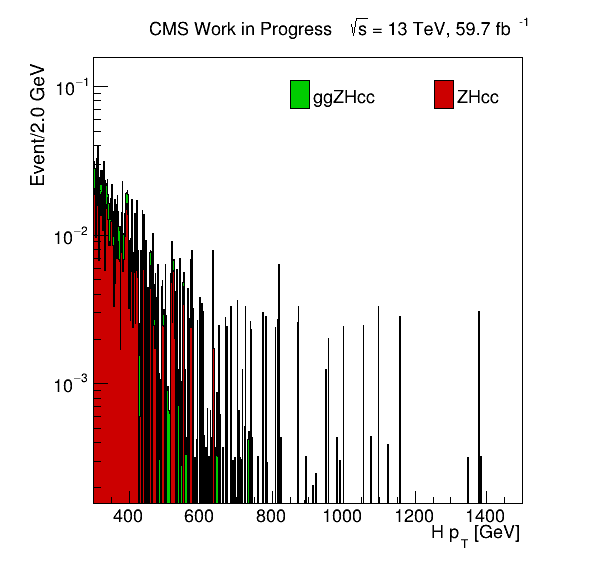 CMS Work in Progress √s = 13 TeV, 59.7 fb⁻¹
Event/2.0 GeV
ggZHcc ZHcc
10⁻¹
10⁻²
10⁻³
400 600 800 1000 1200 1400
H p_T [GeV]